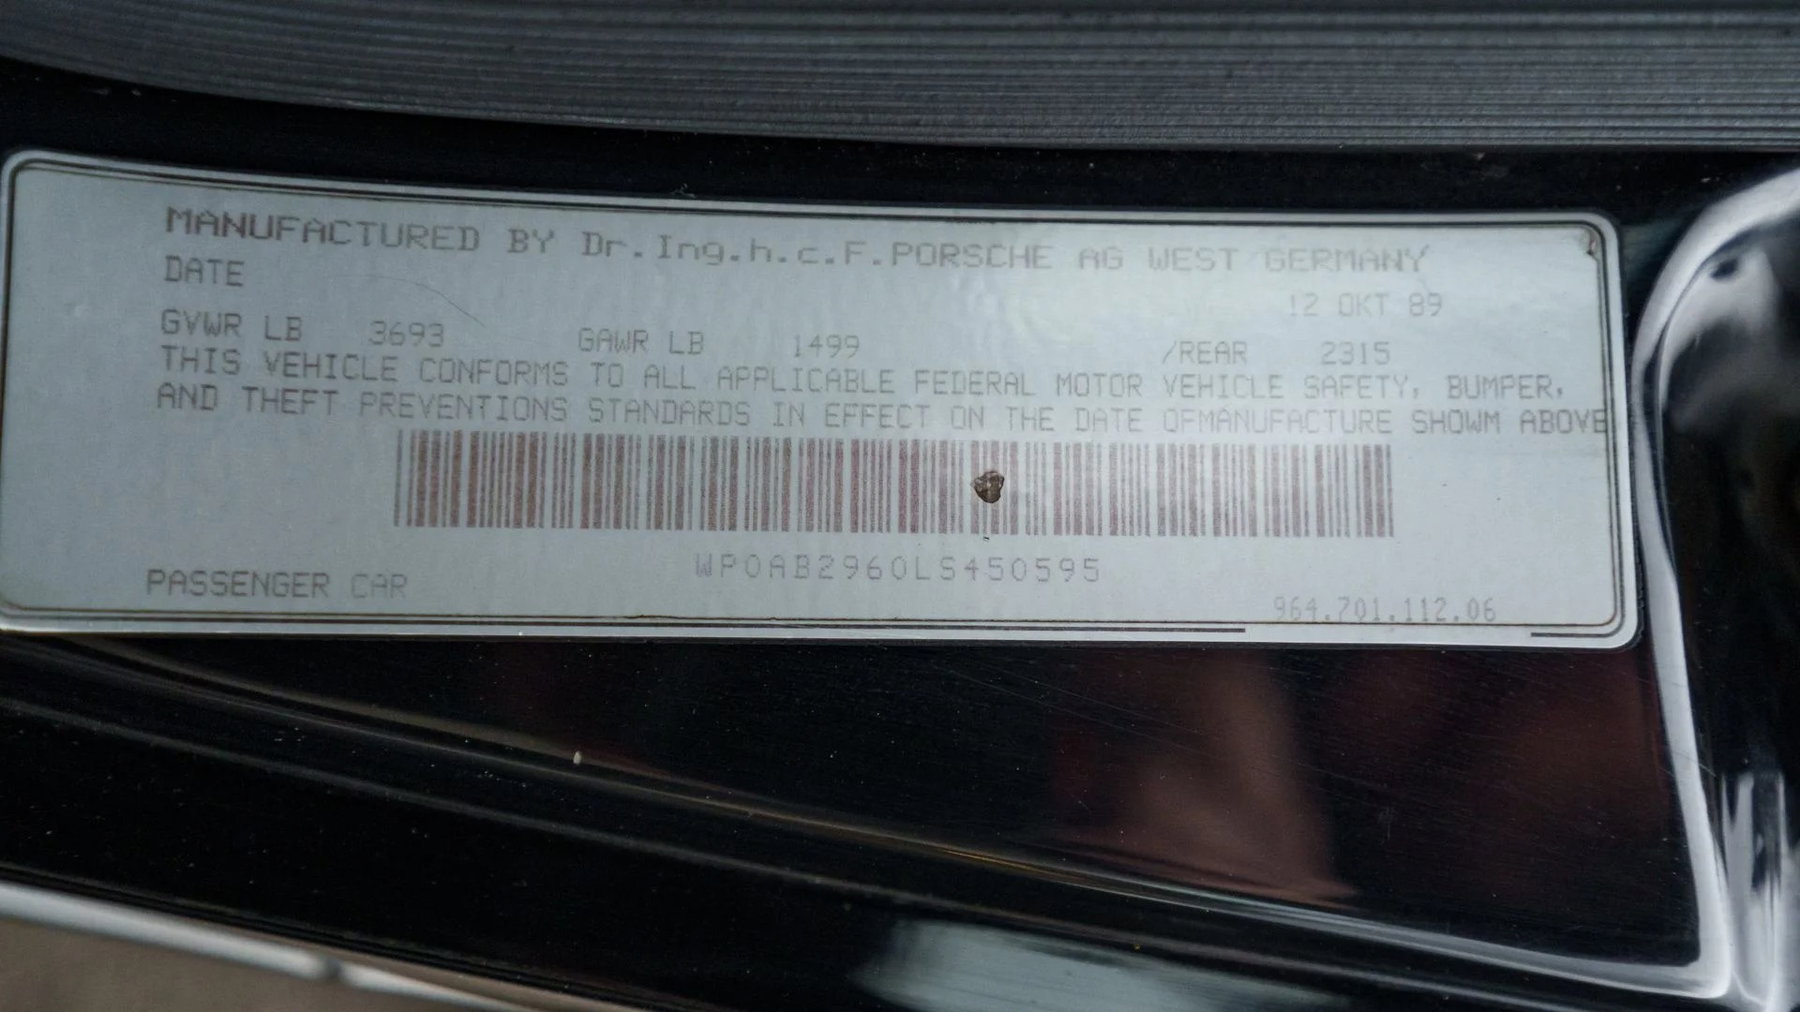 MANUFACTURED BY Dr.Ing.h.c.F.PORSCHE AG WEST GERMANY
DATE 12 OKT 89
GVWR LB 3693 GAWR LB 1499 /REAR 2315
THIS VEHICLE CONFORMS TO ALL APPLICABLE FEDERAL MOTOR VEHICLE SAFETY, BUMPER,
AND THEFT PREVENTIONS STANDARDS IN EFFECT ON THE DATE OFMANUFACTURE SHOWM ABOVE
WP0AB2960LS450595
PASSENGER CAR
964.701.112.06